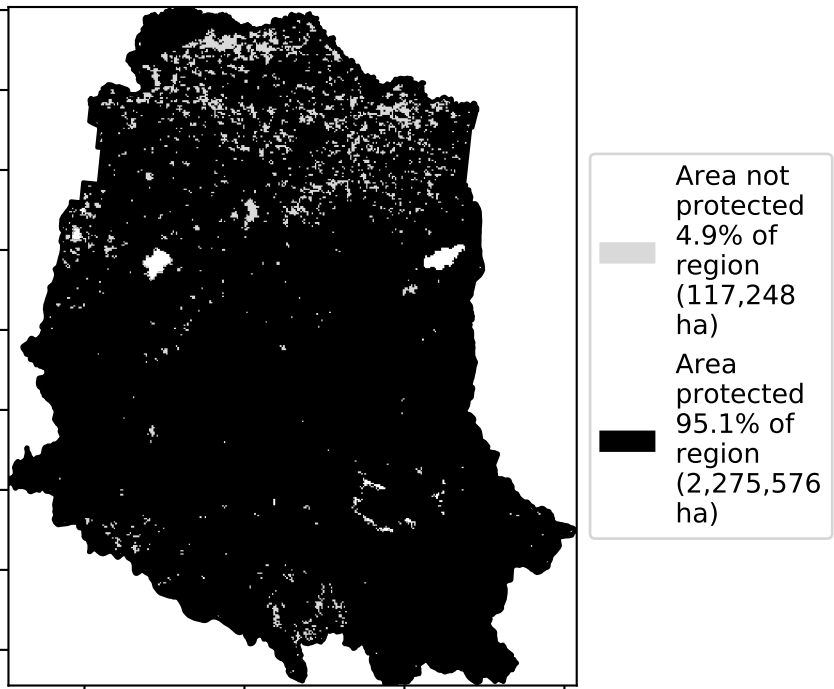 Area not
protected
4.9% of
region
(117,248
ha)
Area
protected
95.1% of
region
(2,275,576
ha)